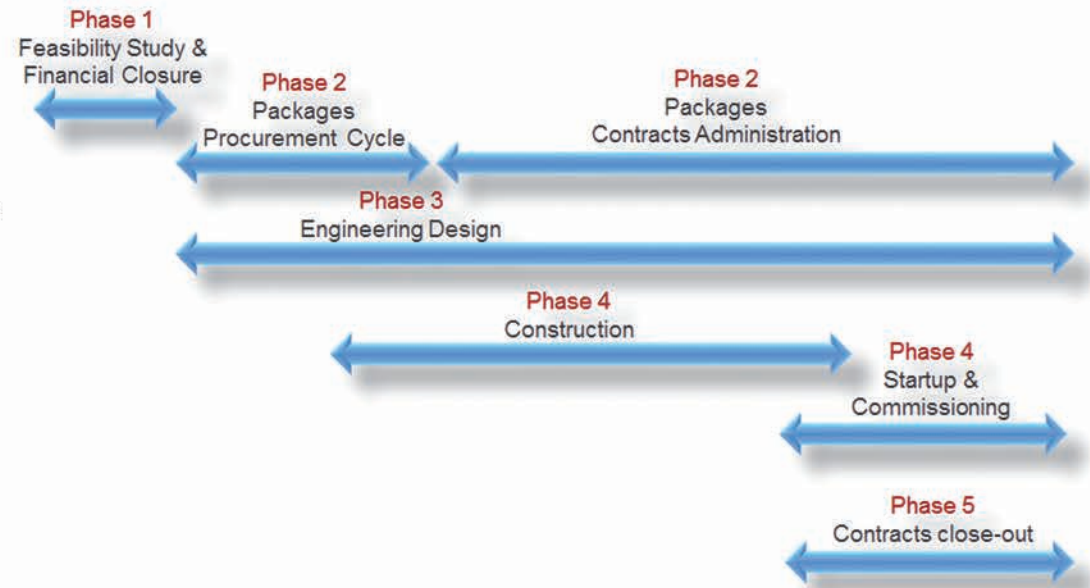 Phase 1
Feasibility Study &
Financial Closure
Phase 2
Packages
Procurement Cycle
Phase 2
Packages
Contracts Administration
Phase 3
Engineering Design
Phase 4
Construction
Phase 4
Startup &
Commissioning
Phase 5
Contracts close-out